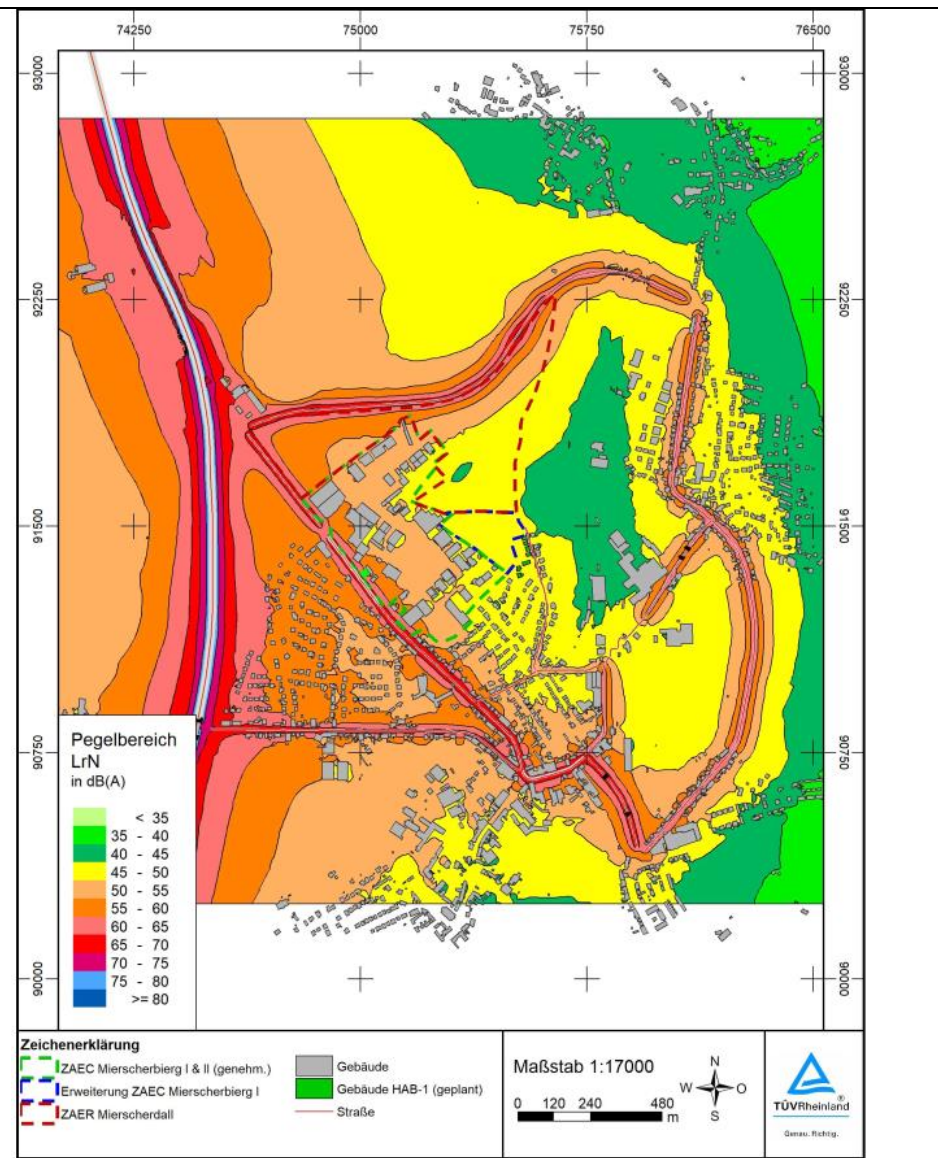 74250 75000 75750 76500
93000 93000
92250 92250
91500 91500
90750 90750
90000 90000
Pegelbereich
LrN
in dB(A)
< 35
35 - 40
40 - 45
45 - 50
50 - 55
55 - 60
60 - 65
65 - 70
70 - 75
75 - 80
>= 80
Zeichenerklärung
ZAEC Mierscherbierg I & II (genehm.)
Erweiterung ZAEC Mierscherbierg I
ZAER Mierscherdall
Gebäude
Gebäude HAB-1 (geplant)
Straße
Maßstab 1:17000
0 120 240 480
m
N
W O
S
TÜVRheinland®
Genau. Richtig.